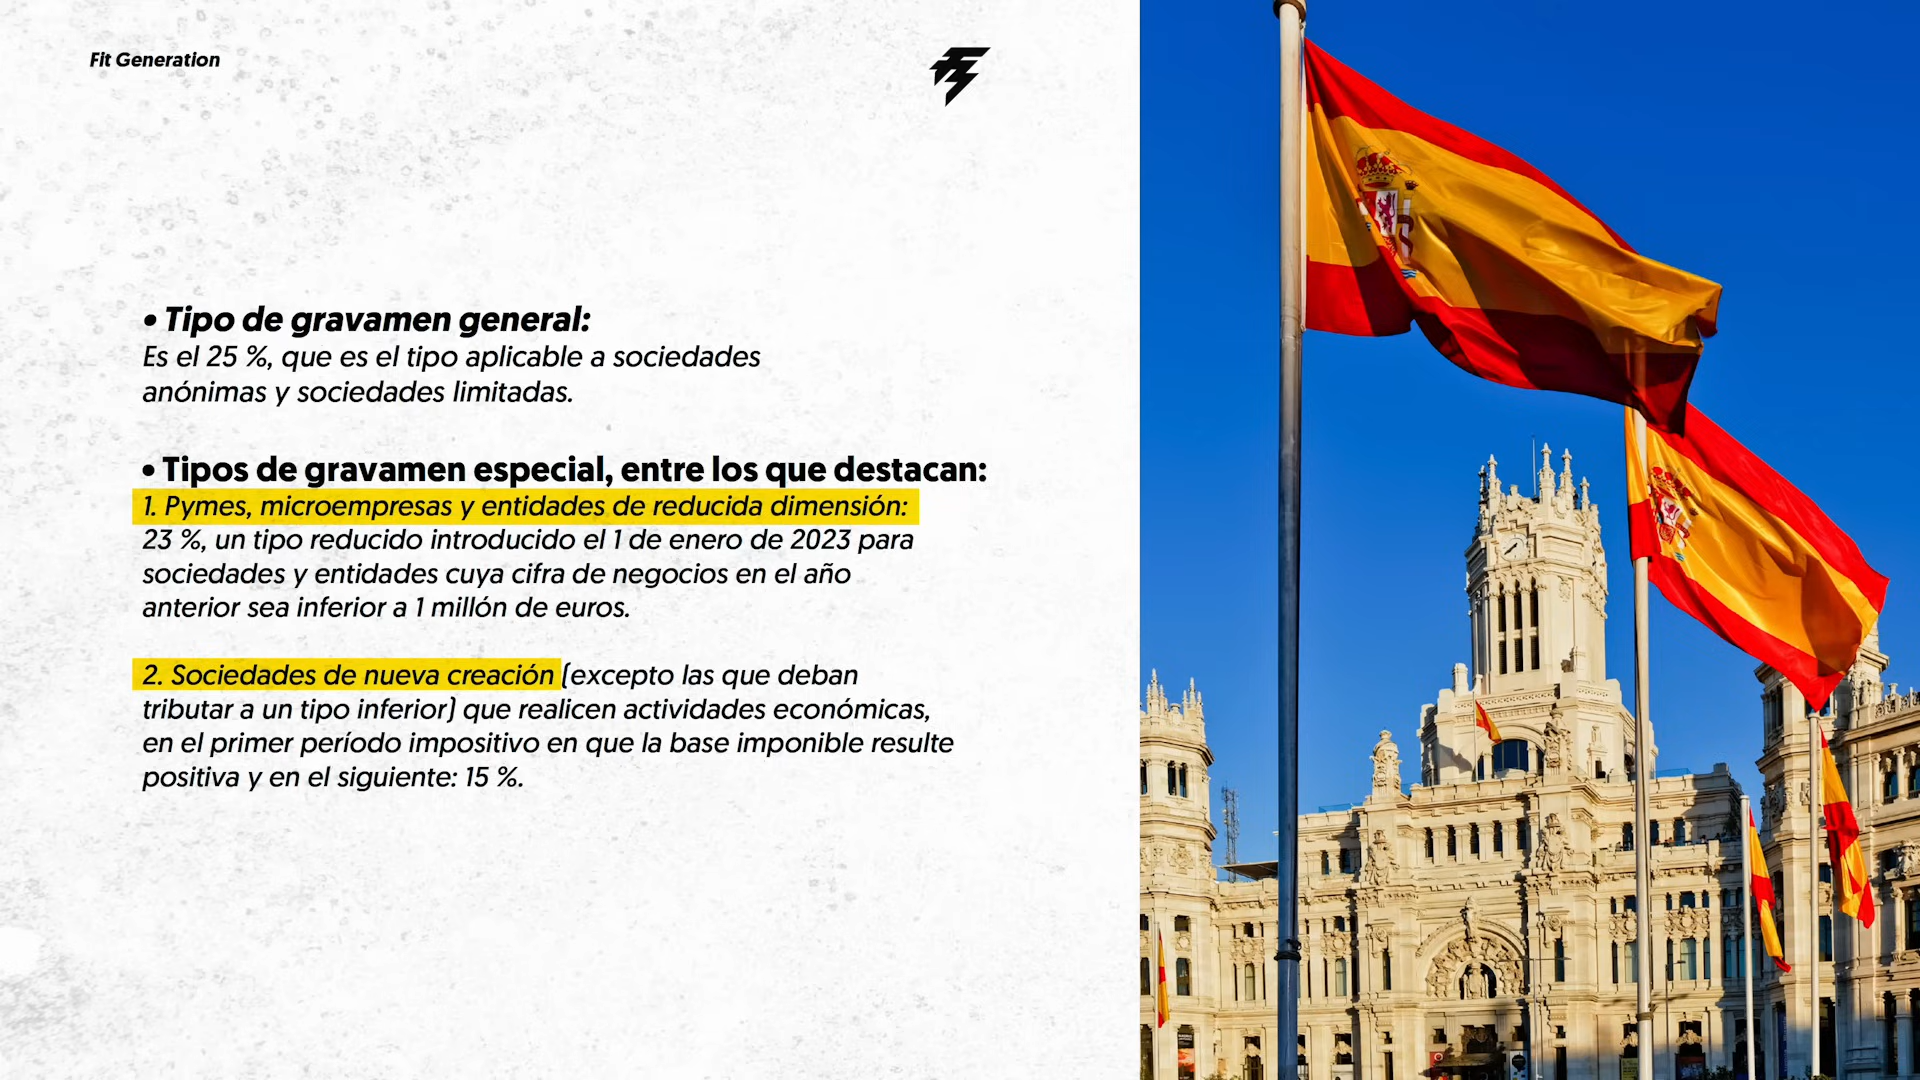 Fit Generation
• Tipo de gravamen general:
Es el 25 %, que es el tipo aplicable a sociedades
anónimas y sociedades limitadas.
• Tipos de gravamen especial, entre los que destacan:
1. Pymes, microempresas y entidades de reducida dimensión:
23 %, un tipo reducido introducido el 1 de enero de 2023 para
sociedades y entidades cuya cifra de negocios en el año
anterior sea inferior a 1 millón de euros.
2. Sociedades de nueva creación (excepto las que deban
tributar a un tipo inferior) que realicen actividades económicas,
en el primer período impositivo en que la base imponible resulte
positiva y en el siguiente: 15 %.